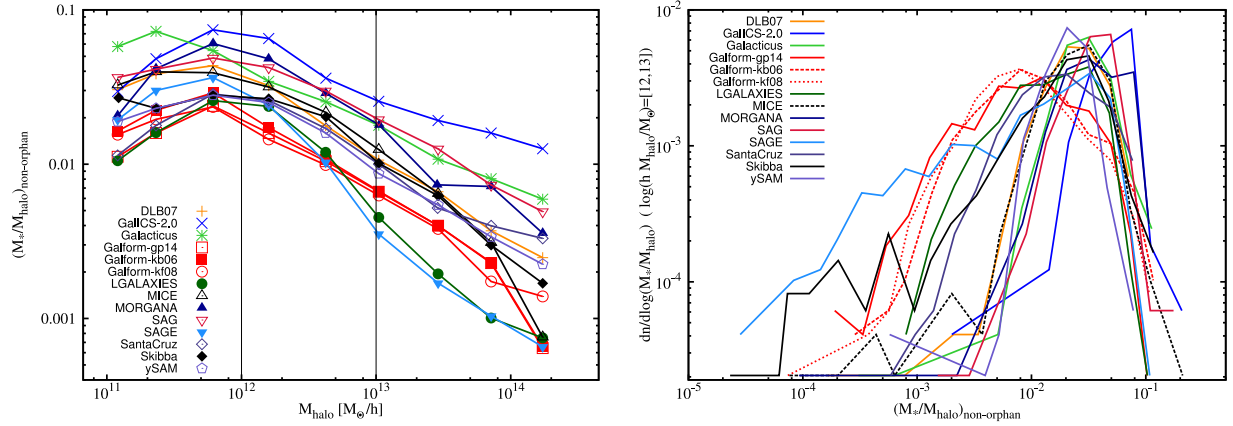 0.1
0.01
0.001
(M*/Mhalo)non-orphan
DLB07
GalICS-2.0
Galacticus
Galform-gp14
Galform-kb06
Galform-kf08
LGALAXIES
MICE
MORGANA
SAG
SAGE
SantaCruz
Skibba
ySAM
10^11
10^12
10^13
10^14
Mhalo [M⊙/h]
10^-2
10^-3
10^-4
dn/dlog(M*/Mhalo) ( log(h Mhalo/M⊙=[12,13])
DLB07
GalICS-2.0
Galacticus
Galform-gp14
Galform-kb06
Galform-kf08
LGALAXIES
MICE
MORGANA
SAG
SAGE
SantaCruz
Skibba
ySAM
10^-5
10^-4
10^-3
10^-2
10^-1
(M*/Mhalo)non-orphan